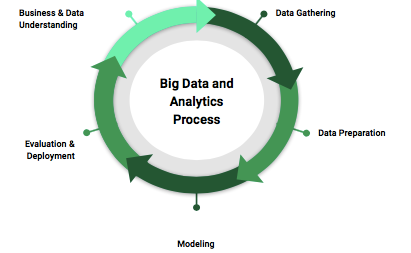 Business & Data
Understanding
Data Gathering
Big Data and
Analytics
Process
Data Preparation
Evaluation &
Deployment
Modeling